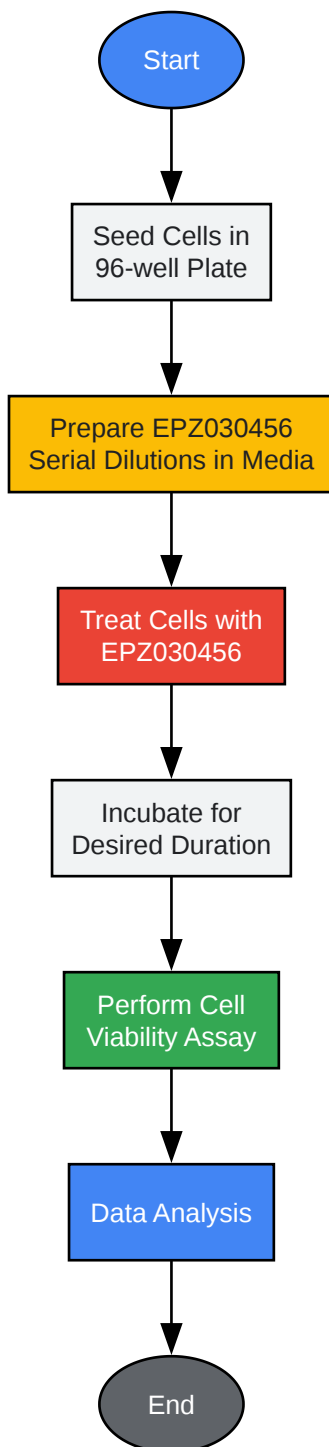 Start
Seed Cells in
96-well Plate
Prepare EPZ030456
Serial Dilutions in Media
Treat Cells with
EPZ030456
Incubate for
Desired Duration
Perform Cell
Viability Assay
Data Analysis
End